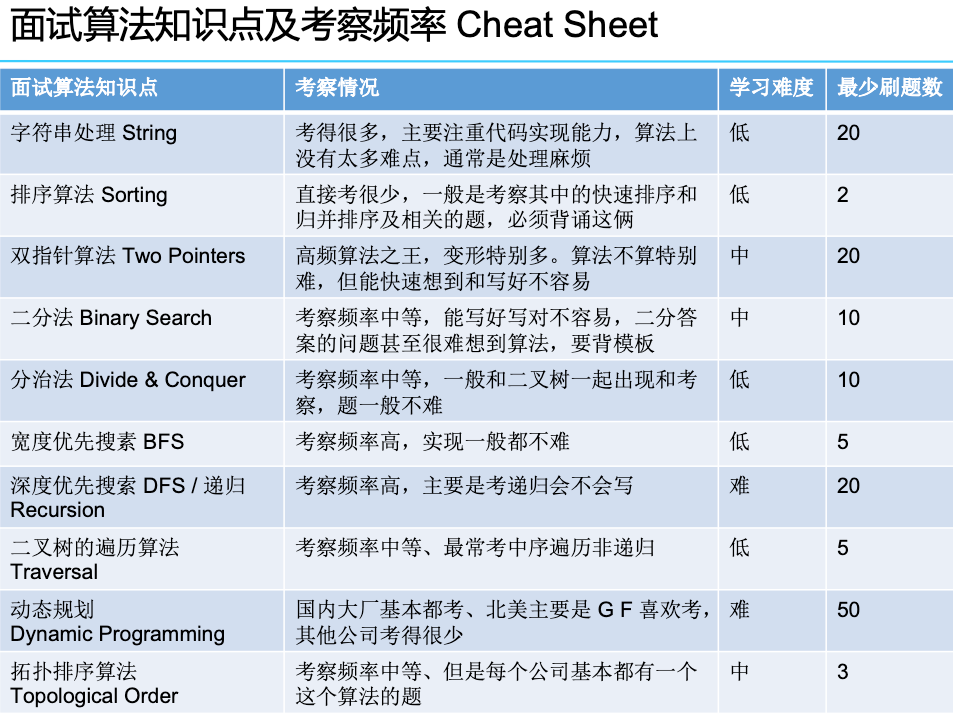 面试算法知识点及考察频率 Cheat Sheet
面试算法知识点 考察情况 学习难度 最少刷题数
字符串处理 String 考得很多，主要注重代码实现能力，算法上 低 20
没有太多难点，通常是处理麻烦
排序算法 Sorting 直接考很少，一般是考察其中的快速排序和 低 2
归并排序及相关的题，必须背诵这俩
双指针算法 Two Pointers 高频算法之王，变形特别多。算法不算特别 中 20
难，但能快速想到和写好不容易
二分法 Binary Search 考察频率中等，能写好写对不容易，二分答 中 10
案的问题甚至很难想到算法，要背模板
分治法 Divide & Conquer 考察频率中等，一般和二叉树一起出现和考 低 10
察，题一般不难
宽度优先搜素 BFS 考察频率高，实现一般都不难 低 5
深度优先搜索 DFS / 递归 考察频率高，主要是考递归会不会写 难 20
Recursion
二叉树的遍历算法 考察频率中等、最常考中序遍历非递归 低 5
Traversal
动态规划 国内大厂基本都考、北美主要是 G F 喜欢考， 难 50
Dynamic Programming 其他公司考得很少
拓扑排序算法 考察频率中等、但是每个公司基本都有一个 中 3
Topological Order 这个算法的题